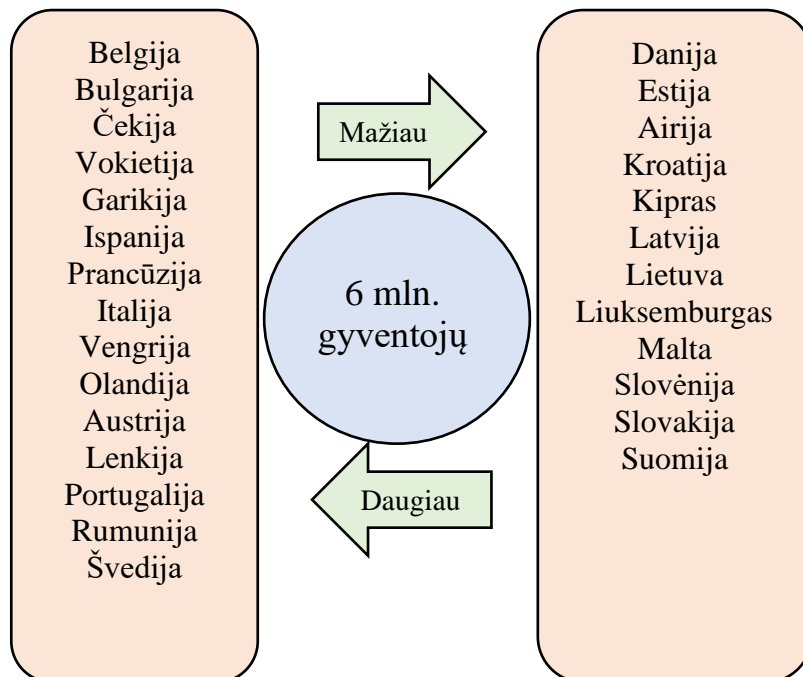 Belgija
Bulgarija
Čekija
Vokietija
Garikija
Ispanija
Prancūzija
Italija
Vengrija
Olandija
Austrija
Lenkija
Portugalija
Rumunija
Švedija
Mažiau
6 mln.
gyventojų
Daugiau
Danija
Estija
Airija
Kroatija
Kipras
Latvija
Lietuva
Liuksemburgas
Malta
Slovėnija
Slovakija
Suomija